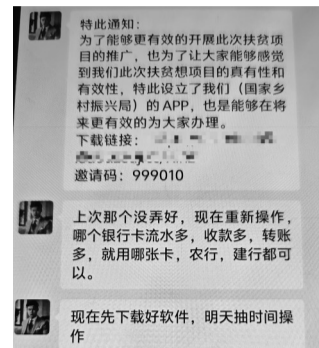 特此通知：
为了能够更有效的开展此次扶贫项
目的推广，也为了让大家能够感觉
到我们此次扶贫想项目的真有性和
有效性，特此设立了我们（国家乡
村振兴局）的APP，也是能够在将
来更有效的为大家办理。
下载链接：
邀请码：999010
上次那个没弄好，现在重新操作，
哪个银行卡流水多，收款多，转账
多，就用哪张卡，农行，建行都可
以。
现在先下载好软件，明天抽时间操
作